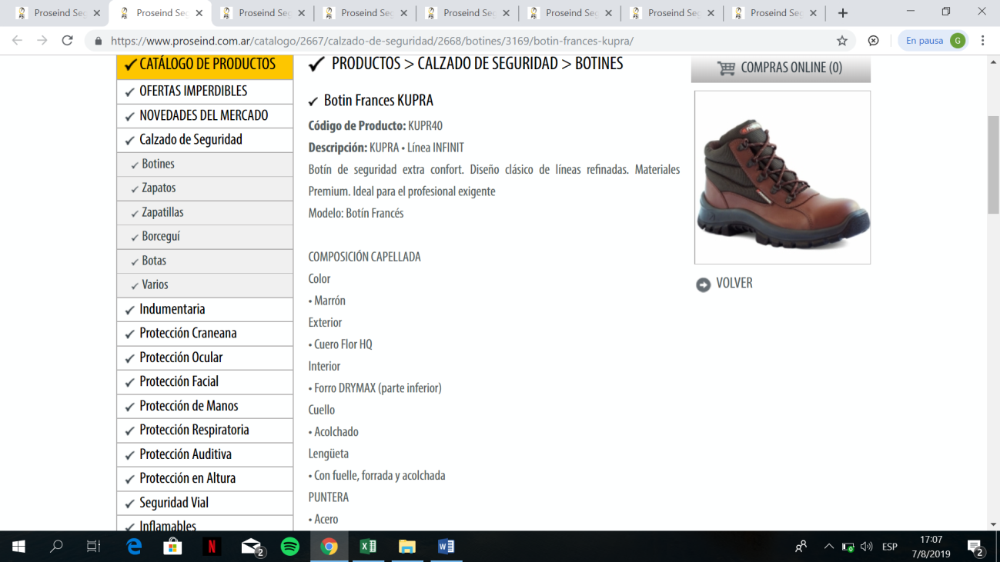 Proseind Seg
Proseind Seg
Proseind Seg
Proseind Seg
Proseind Seg
Proseind Seg
Proseind Seg
Proseind Seg
https://www.proseind.com.ar/catalogo/2667/calzado-de-seguridad/2668/botines/3169/botin-frances-kupra/
En pausa
G
CATÁLOGO DE PRODUCTOS
OFERTAS IMPERDIBLES
NOVEDADES DEL MERCADO
Calzado de Seguridad
Botines
Zapatos
Zapatillas
Borceguí
Botas
Varios
Indumentaria
Protección Craneana
Protección Ocular
Protección Facial
Protección de Manos
Protección Respiratoria
Protección Auditiva
Protección en Altura
Seguridad Vial
Inflamables
PRODUCTOS > CALZADO DE SEGURIDAD > BOTINES
Botin Frances KUPRA
Código de Producto: KUPR40
Descripción: KUPRA • Línea INFINIT
Botín de seguridad extra confort. Diseño clásico de líneas refinadas. Materiales
Premium. Ideal para el profesional exigente
Modelo: Botín Francés
COMPOSICIÓN CAPELLADA
Color
• Marrón
Exterior
• Cuero Flor HQ
Interior
• Forro DRYMAX (parte inferior)
Cuello
• Acolchado
Lengüeta
• Con fuelle, forrada y acolchada
PUNTERA
• Acero
COMPRAS ONLINE (0)
VOLVER
2
ESP
17:07
7/8/2019
2